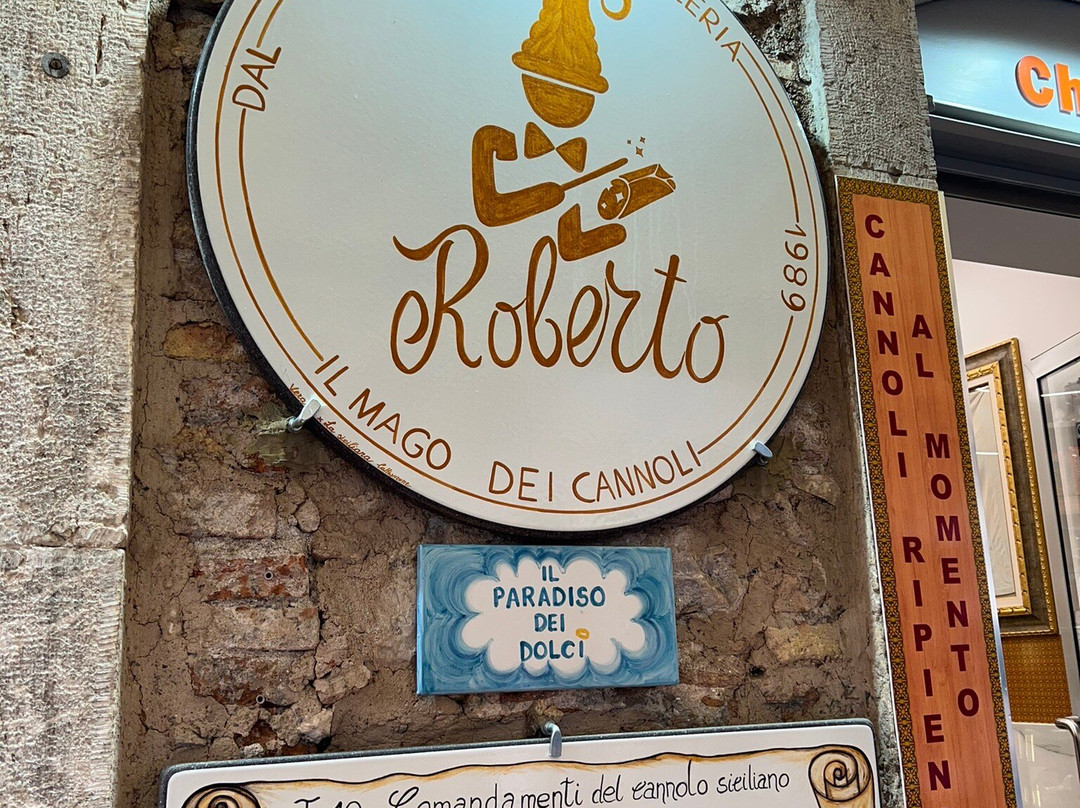 ERIA
DAL
1989
Roberto
IL MAGO DEI CANNOLI
IL
PARADISO
DEI
DOLCI
I 10 Comandamenti del cannolo siciliano
CANNOLI RIPIEN
AL MOMENTO
Ch